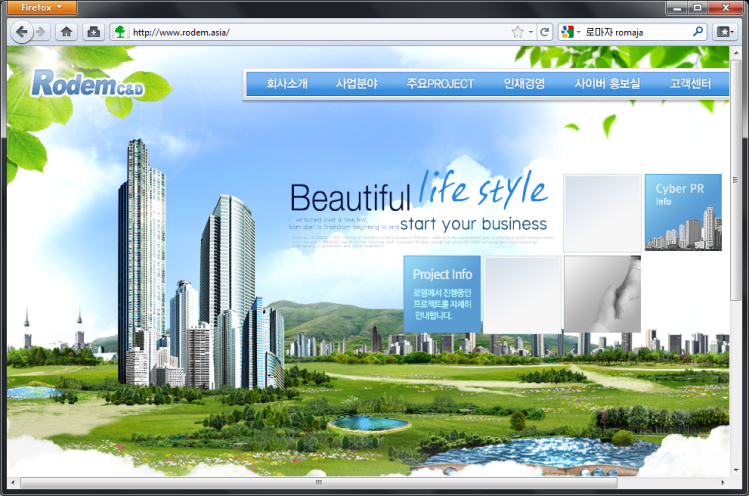 Firefox
http://www.rodem.asia/
로마자 romaja
Rodem C&D
회사소개 사업분야 주요PROJECT 인재경영 사이버 홍보실 고객센터
Beautiful life style
start your business
Cyber PR
Info
Project Info
로뎀에서 진행중인
프로젝트를 자세히
안내합니다.